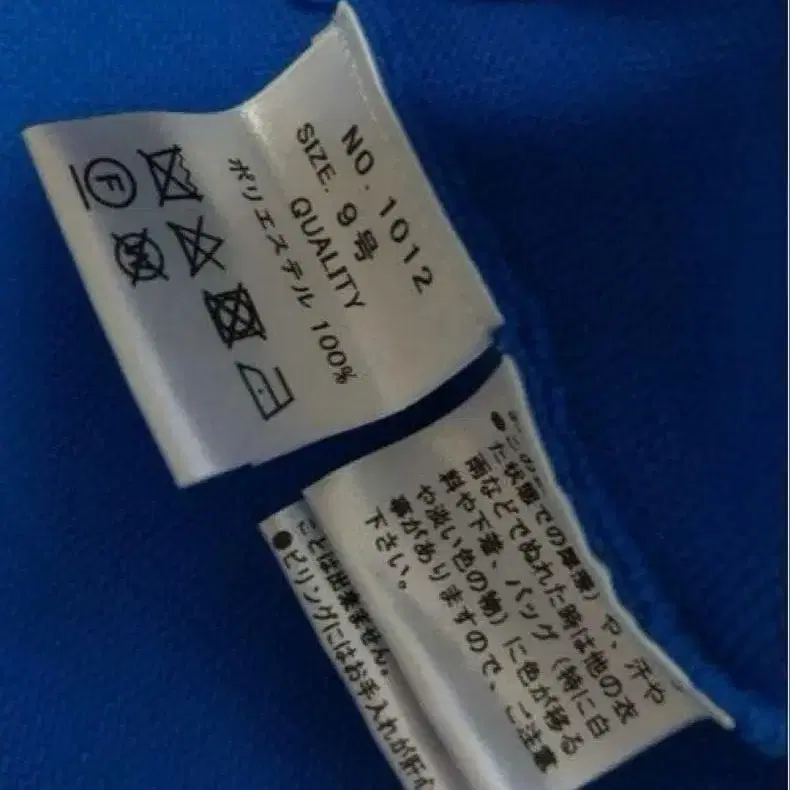 NO. 1012
SIZE. 9号
QUALITY
ポリエステル 100%
F
W
た状態での摩擦）や、汗や
雨などでぬれた時は他の衣
料や下着、バッグ（特に白
や淡い色の物）に色が移る
事がありますので、ご注意
下さい。
ことは出来ません。
●ピリングにはお手入れが肝心